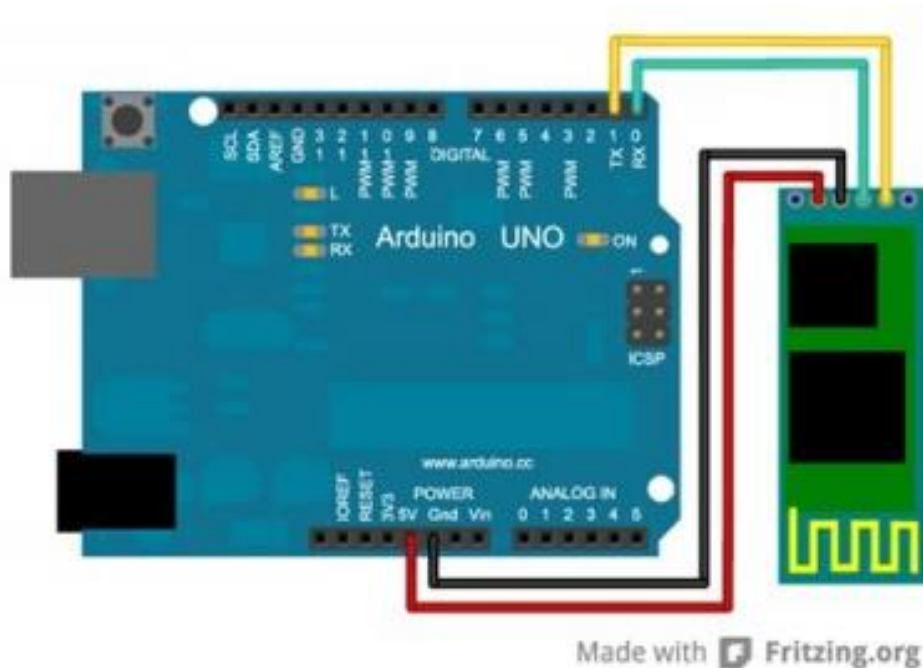 SCL
SDA
AREF
GND
13
12
PWM 11
PWM 10
PWM 9
8
DIGITAL
7
PWM 6
PWM 5
4
PWM 3
2
TX 1
RX 0
L
TX
RX
Arduino UNO
ON
1
ICSP
www.arduino.cc
POWER
ANALOG IN
IOREF
RESET
3V3
5V
Gnd
Vin
0 1 2 3 4 5
Made with Fritzing.org